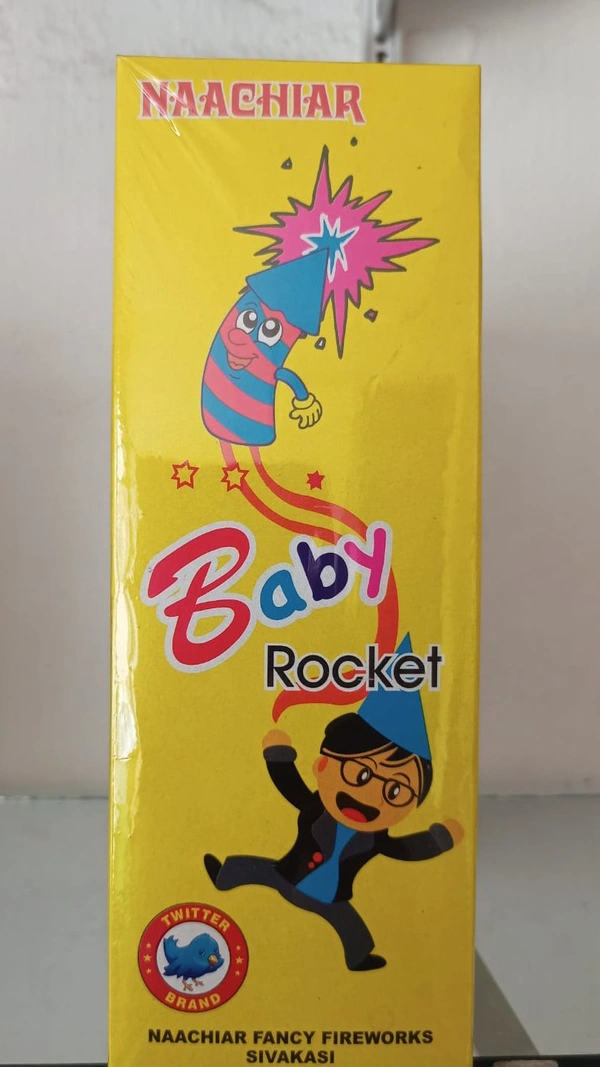 NAACHIAR
Baby
Rocket
TWITTER
BRAND
NAACHIAR FANCY FIREWORKS
SIVAKASI